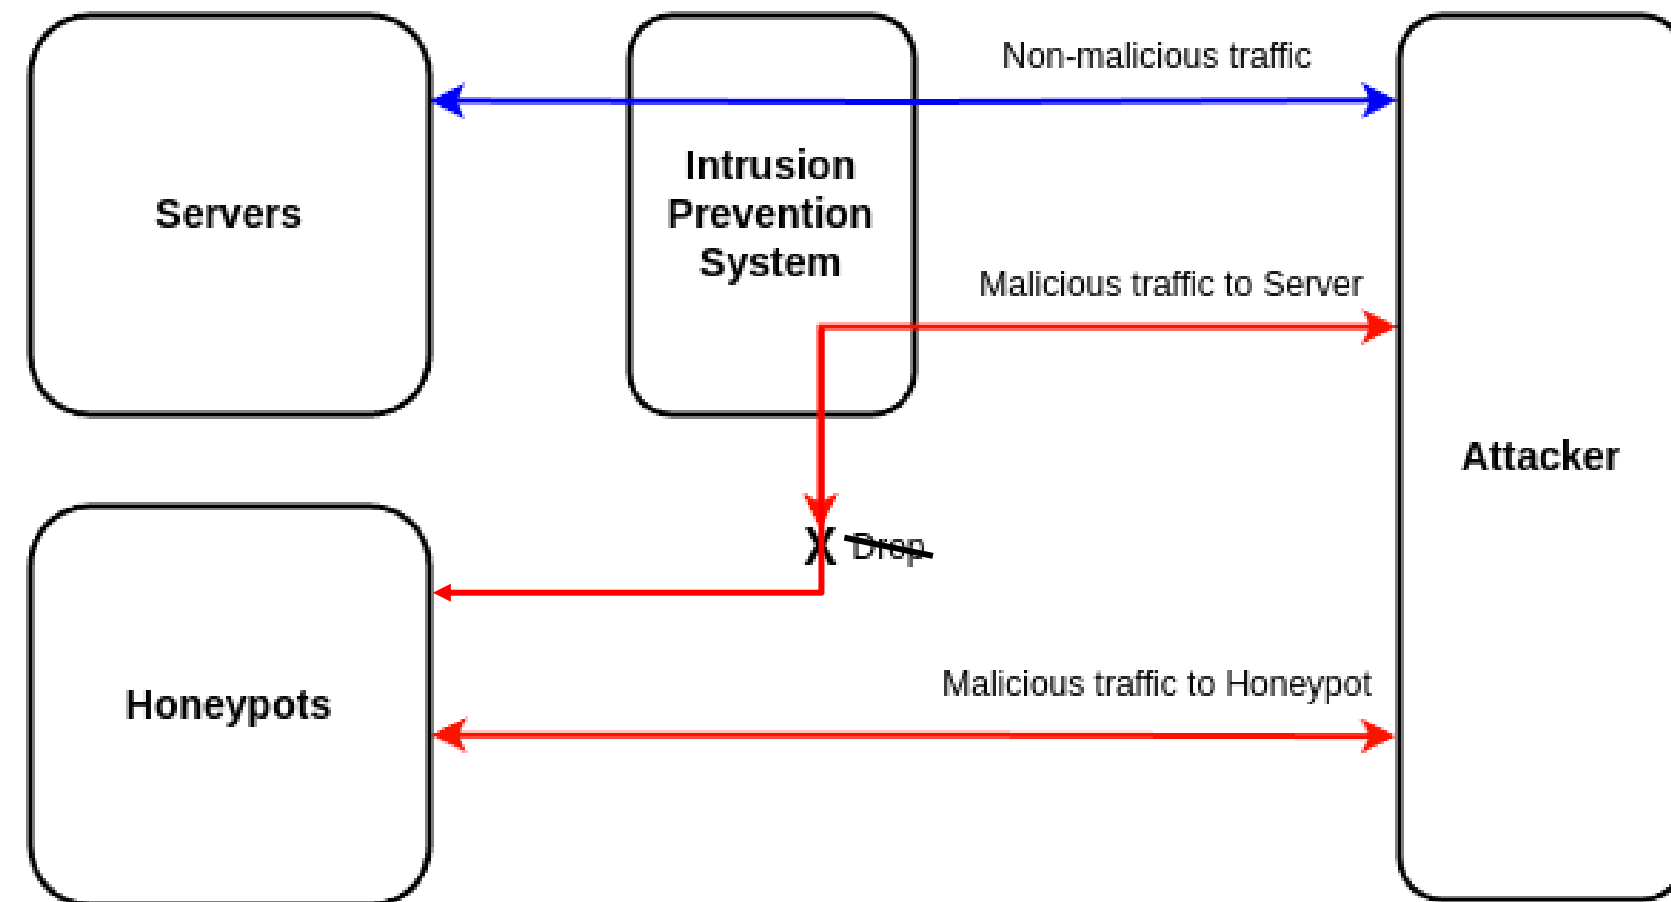 Non-malicious traffic
Servers
Intrusion
Prevention
System
Malicious traffic to Server
Attacker
X Drop
Honeypots
Malicious traffic to Honeypot